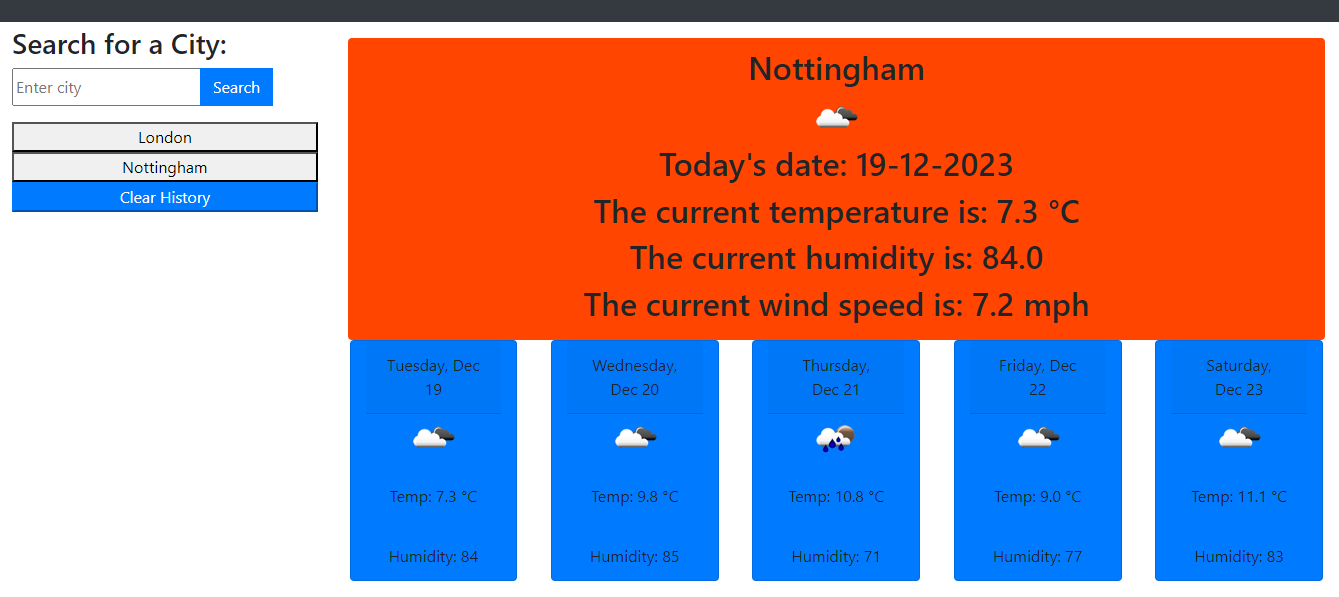 Search for a City:
Enter city
Search
London
Nottingham
Clear History
Nottingham
Today's date: 19-12-2023
The current temperature is: 7.3 °C
The current humidity is: 84.0
The current wind speed is: 7.2 mph
Tuesday, Dec
19
Temp: 7.3 °C
Humidity: 84
Wednesday,
Dec 20
Temp: 9.8 °C
Humidity: 85
Thursday,
Dec 21
Temp: 10.8 °C
Humidity: 71
Friday, Dec
22
Temp: 9.0 °C
Humidity: 77
Saturday,
Dec 23
Temp: 11.1 °C
Humidity: 83